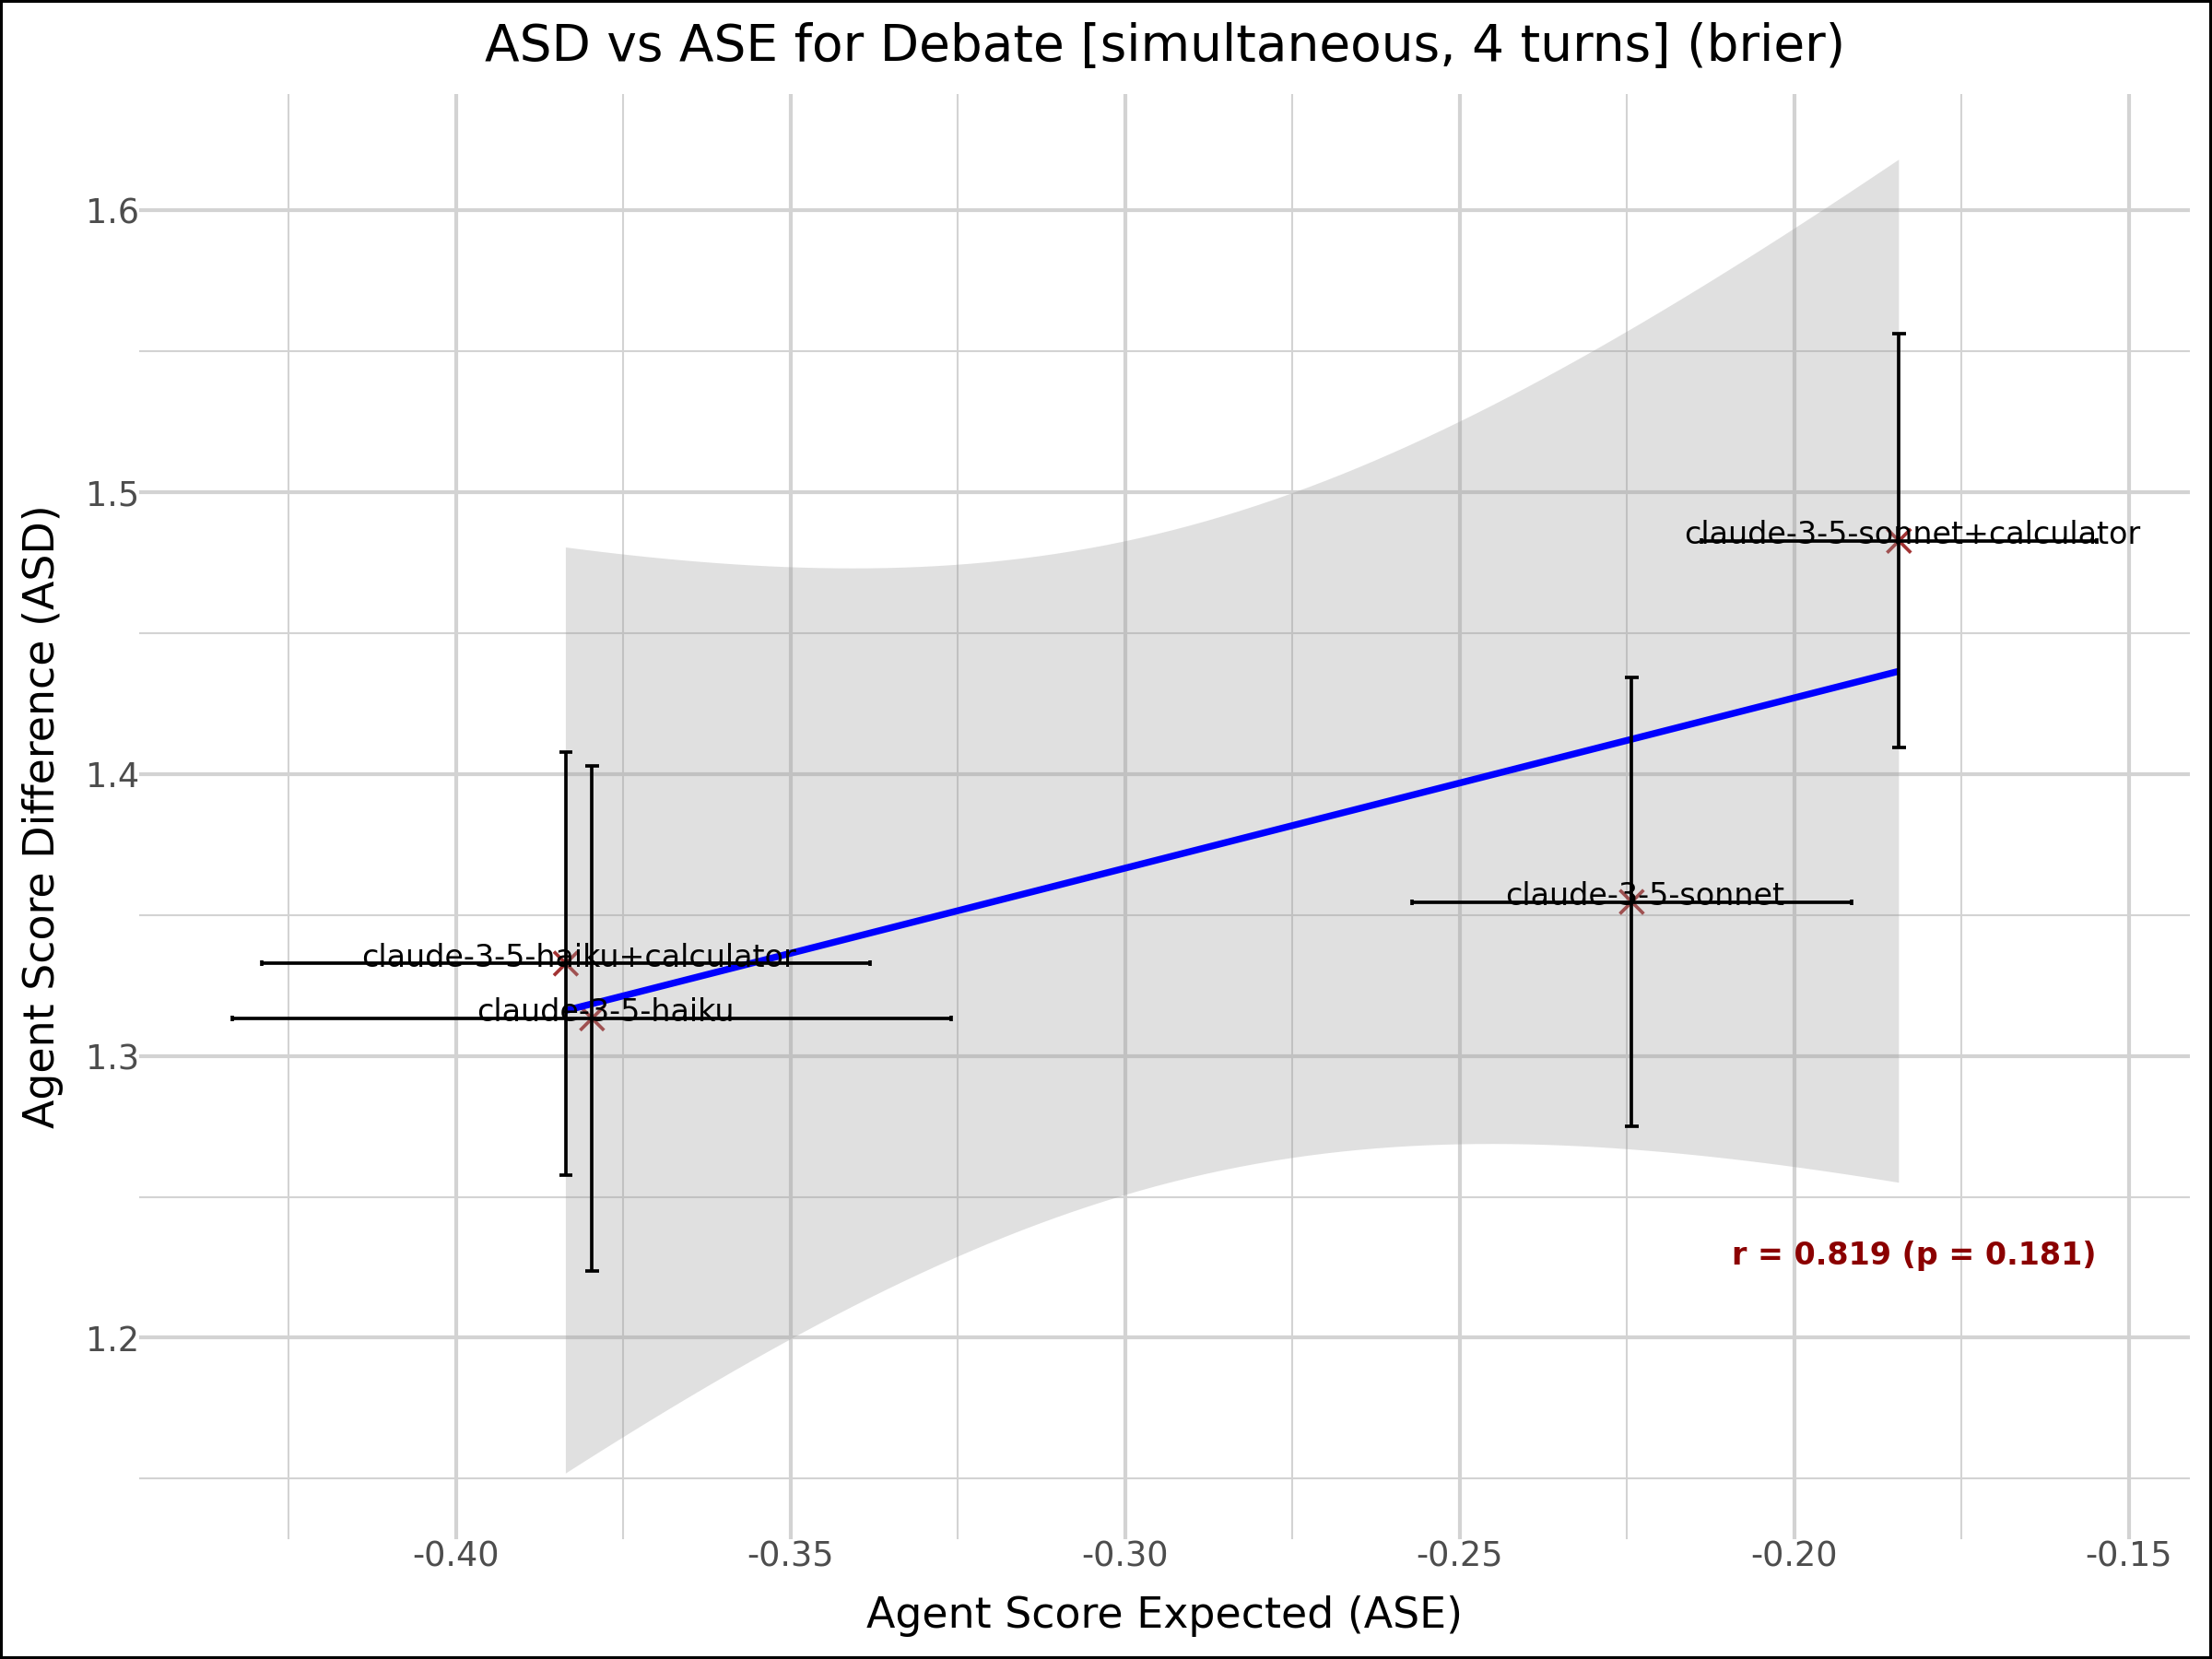 ASD vs ASE for Debate [simultaneous, 4 turns] (brier)
1.6
1.5
1.4
1.3
1.2
Agent Score Difference (ASD)
claude-3-5-sonnet+calculator
claude-3-5-sonnet
claude-3-5-haiku+calculator
claude-3-5-haiku
r = 0.819 (p = 0.181)
-0.40
-0.35
-0.30
-0.25
-0.20
-0.15
Agent Score Expected (ASE)